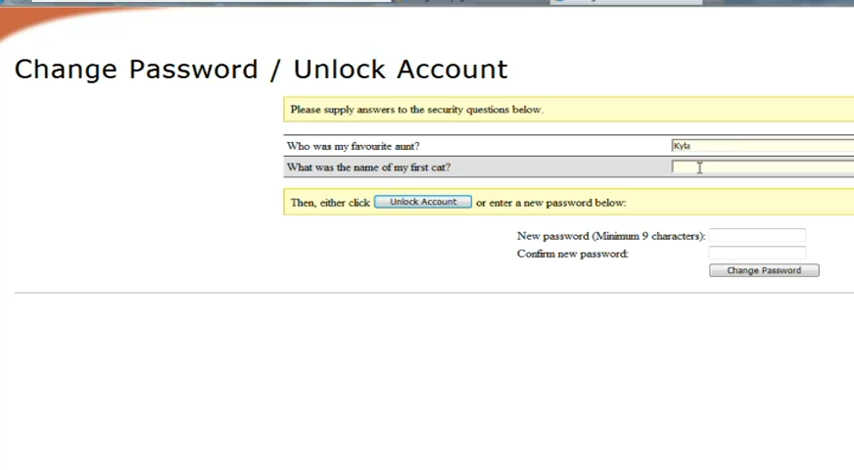 Change Password / Unlock Account
Please supply answers to the security questions below.
Who was my favourite aunt? Kyla
What was the name of my first cat?
Then, either click Unlock Account or enter a new password below:
New password (Minimum 9 characters):
Confirm new password:
Change Password